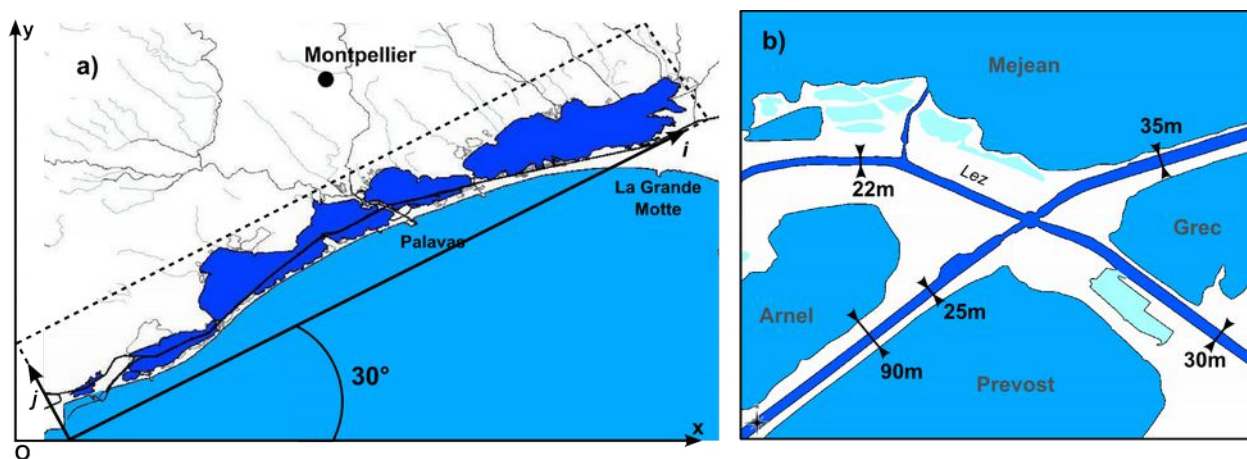 y
a)
Montpellier
i
La Grande
Motte
Palavas
30°
j
O
x
b)
Mejean
35m
Lez
22m
Grec
Arnel
25m
90m
30m
Prevost